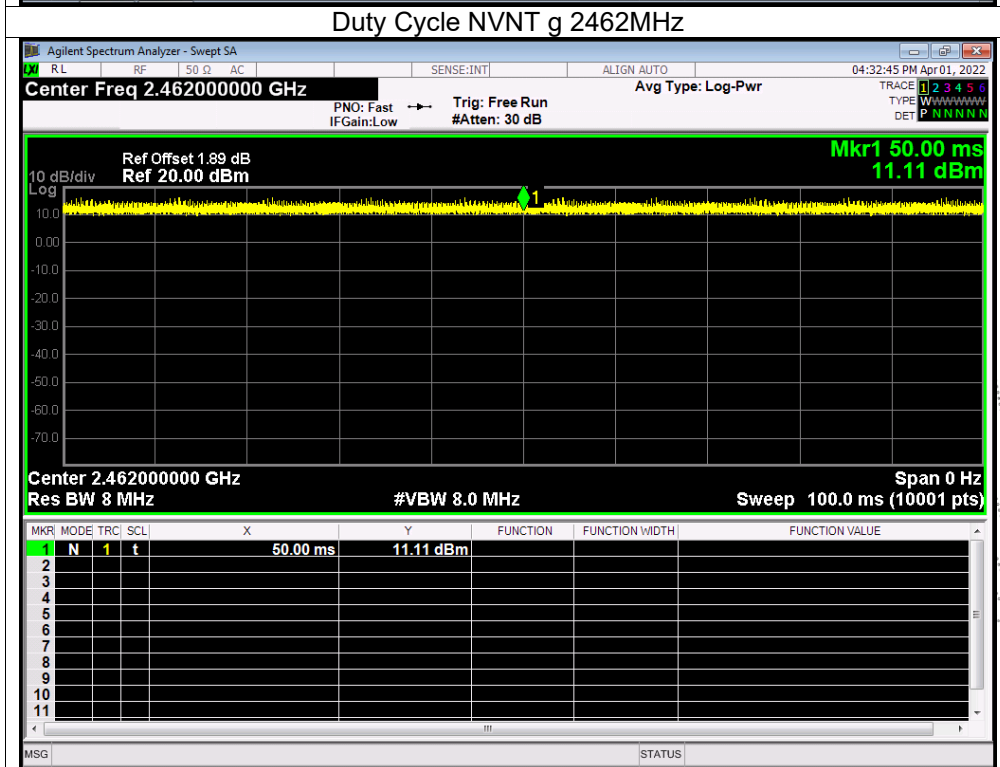 Duty Cycle NVNT g 2462MHz
Agilent Spectrum Analyzer - Swept SA
LXI RL RF 50 Ω AC SENSE:INT ALIGN AUTO 04:32:45 PM Apr 01, 2022
Center Freq 2.462000000 GHz Avg Type: Log-Pwr TRACE 1 2 3 4 5 6
PNO: Fast Trig: Free Run TYPE WWWWWW
IFGain:Low #Atten: 30 dB DET P N N N N N
Mkr1 50.00 ms
11.11 dBm
Ref Offset 1.89 dB
10 dB/div Ref 20.00 dBm
Log
1
10.0
0.00
-10.0
-20.0
-30.0
-40.0
-50.0
-60.0
-70.0
Center 2.462000000 GHz Span 0 Hz
Res BW 8 MHz #VBW 8.0 MHz Sweep 100.0 ms (10001 pts)
MKR MODE TRC SCL X Y FUNCTION FUNCTION WIDTH FUNCTION VALUE
1 N 1 t 50.00 ms 11.11 dBm
2
3
4
5
6
7
8
9
10
11
MSG STATUS